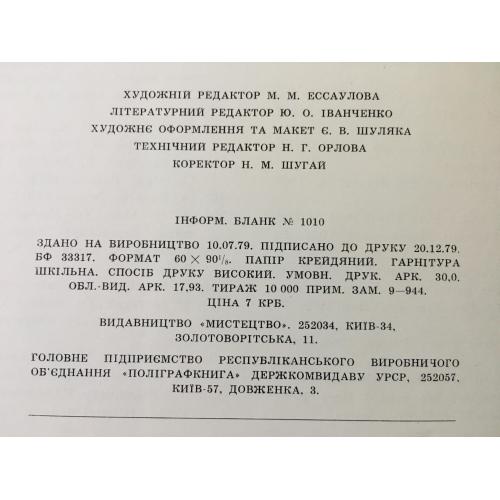 ХУДОЖНІЙ РЕДАКТОР М. М. ЕССАУЛОВА
ЛІТЕРАТУРНИЙ РЕДАКТОР Ю. О. ІВАНЧЕНКО
ХУДОЖНЄ ОФОРМЛЕННЯ ТА МАКЕТ Є. В. ШУЛЯКА
ТЕХНІЧНИЙ РЕДАКТОР Н. Г. ОРЛОВА
КОРЕКТОР Н. М. ШУГАЙ
ІНФОРМ. БЛАНК № 1010
ЗДАНО НА ВИРОБНИЦТВО 10.07.79. ПІДПИСАНО ДО ДРУКУ 20.12.79.
БФ 33317. ФОРМАТ 60 × 90¹/₈. ПАПІР КРЕЙДЯНИЙ. ГАРНІТУРА
ШКІЛЬНА. СПОСІБ ДРУКУ ВИСОКИЙ. УМОВН. ДРУК. АРК. 30,0.
ОБЛ.-ВИД. АРК. 17,93. ТИРАЖ 10 000 ПРИМ. ЗАМ. 9—944.
ЦІНА 7 КРБ.
ВИДАВНИЦТВО «МИСТЕЦТВО». 252034, КИЇВ-34,
ЗОЛОТОВОРІТСЬКА, 11.
ГОЛОВНЕ ПІДПРИЄМСТВО РЕСПУБЛІКАНСЬКОГО ВИРОБНИЧОГО
ОБ'ЄДНАННЯ «ПОЛІГРАФКНИГА» ДЕРЖКОМВИДАВУ УРСР, 252057,
КИЇВ-57, ДОВЖЕНКА, 3.